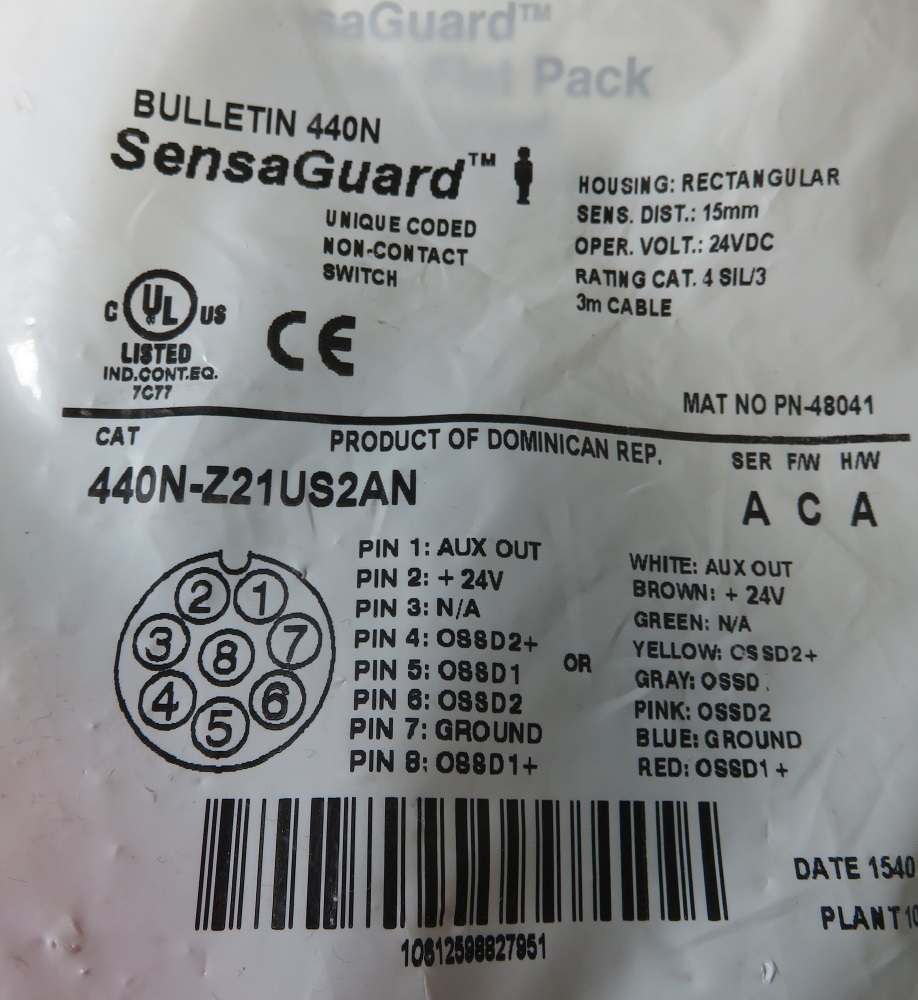 saGuard™
Flat Pack
BULLETIN 440N
SensaGuard™
UNIQUE CODED
NON-CONTACT
SWITCH
HOUSING: RECTANGULAR
SENS. DIST.: 15mm
OPER. VOLT.: 24VDC
RATING CAT. 4 SIL/3
3m CABLE
C UL US
LISTED
IND.CONT.EQ.
7C77
CE
MAT NO PN-48041
CAT
PRODUCT OF DOMINICAN REP.
SER F/W H/W
440N-Z21US2AN
A C A
2 1
3 8 7
4 5 6
PIN 1: AUX OUT
PIN 2: + 24V
PIN 3: N/A
PIN 4: OSSD2+
PIN 5: OSSD1
PIN 6: OSSD2
PIN 7: GROUND
PIN 8: OSSD1+
OR
WHITE: AUX OUT
BROWN: + 24V
GREEN: N/A
YELLOW: OSSD2+
GRAY: OSSD
PINK: OSSD2
BLUE: GROUND
RED: OSSD1 +
10612598827951
DATE 1540
PLANT 10